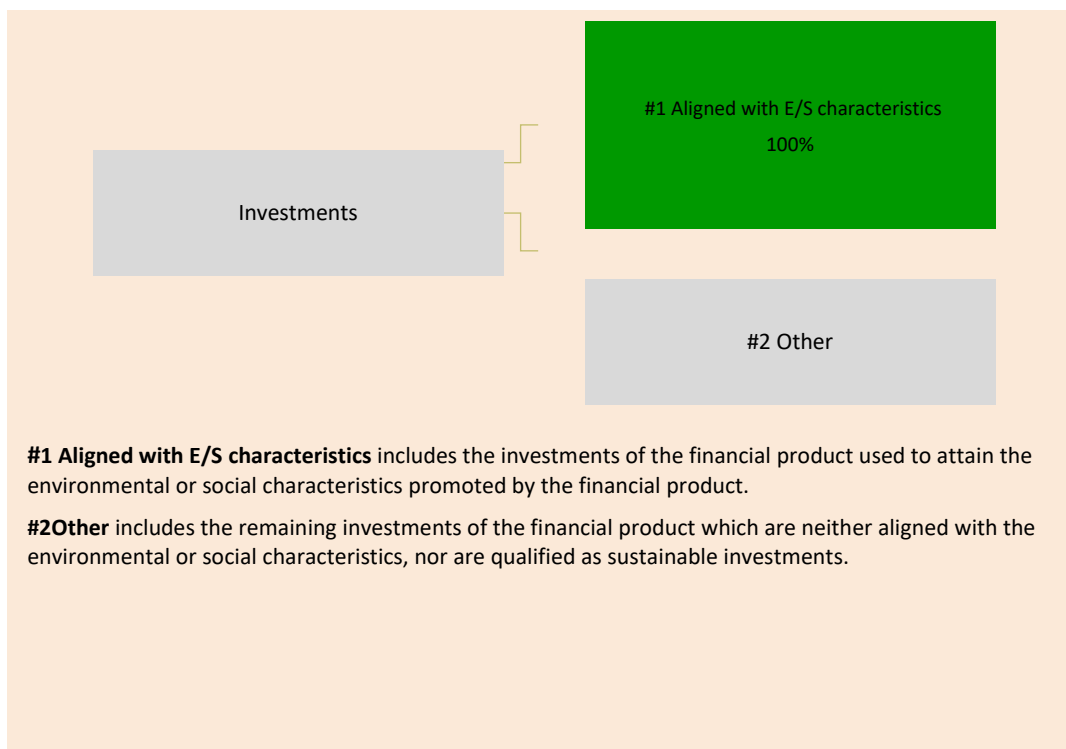 #1 Aligned with E/S characteristics
100%
Investments
#2 Other
#1 Aligned with E/S characteristics includes the investments of the financial product used to attain the
environmental or social characteristics promoted by the financial product.
#2Other includes the remaining investments of the financial product which are neither aligned with the
environmental or social characteristics, nor are qualified as sustainable investments.